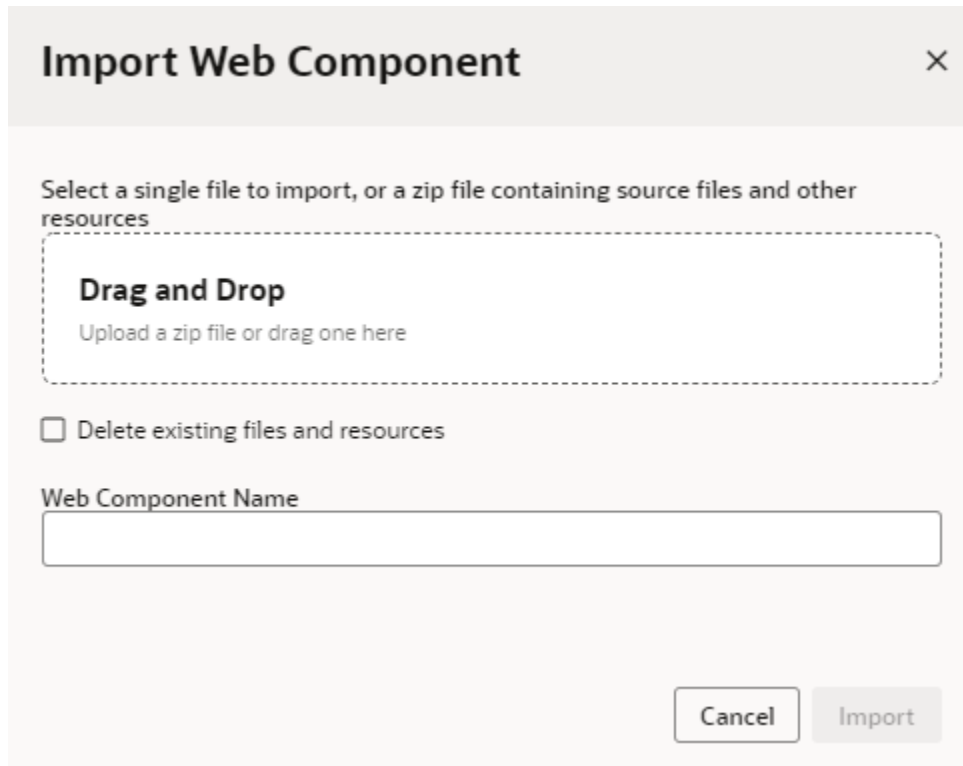 Import Web Component
Select a single file to import, or a zip file containing source files and other
resources
Drag and Drop
Upload a zip file or drag one here
Delete existing files and resources
Web Component Name
Cancel
Import